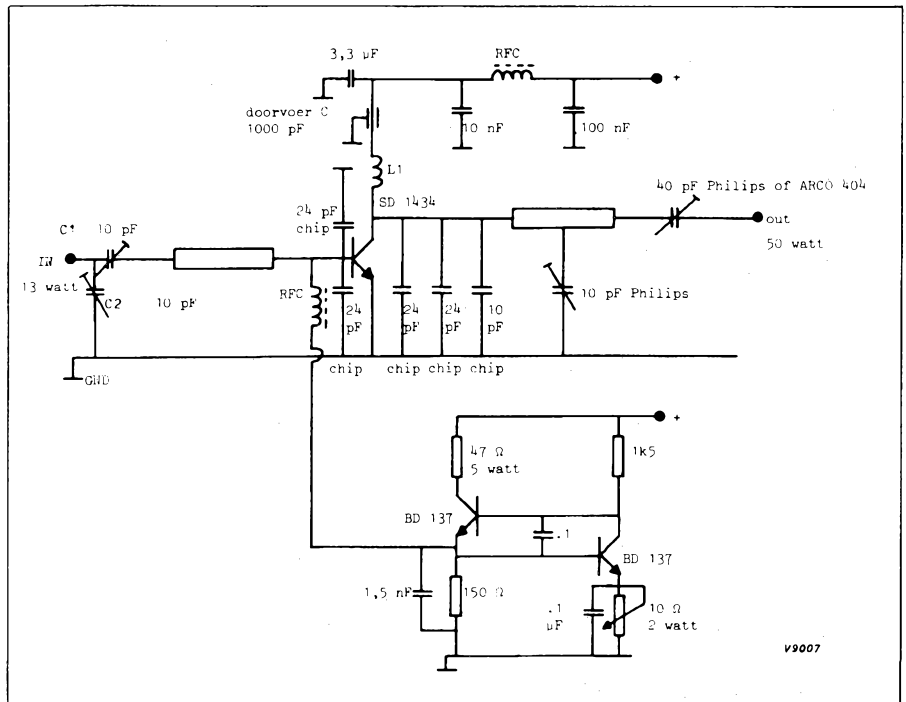 3,3 µF
RFC
+
doorvoer C
1000 pF
10 nF
100 nF
L1
SD 1434
40 pF Philips of ARCO 404
24 pF
chip
out
50 watt
C1
10 pF
IN
13 watt
C2
10 pF
RFC
24
pF
24
pF
24
pF
10
pF
10 pF Philips
GND
chip
chip
chip
chip
+
47 Ω
5 watt
1k5
BD 137
.1
BD 137
1,5 nF
150 Ω
.1
µF
10 Ω
2 watt
V9007